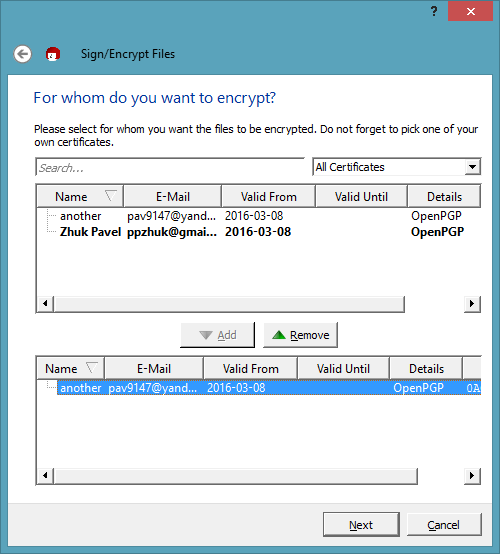 ?
Sign/Encrypt Files
For whom do you want to encrypt?
Please select for whom you want the files to be encrypted. Do not forget to pick one of your
own certificates.
Search... All Certificates
Name E-Mail Valid From Valid Until Details
another pav9147@yand... 2016-03-08 OpenPGP
Zhuk Pavel ppzhuk@gmai... 2016-03-08 OpenPGP
Add Remove
Name E-Mail Valid From Valid Until Details
another pav9147@yand... 2016-03-08 OpenPGP 0A
Next Cancel